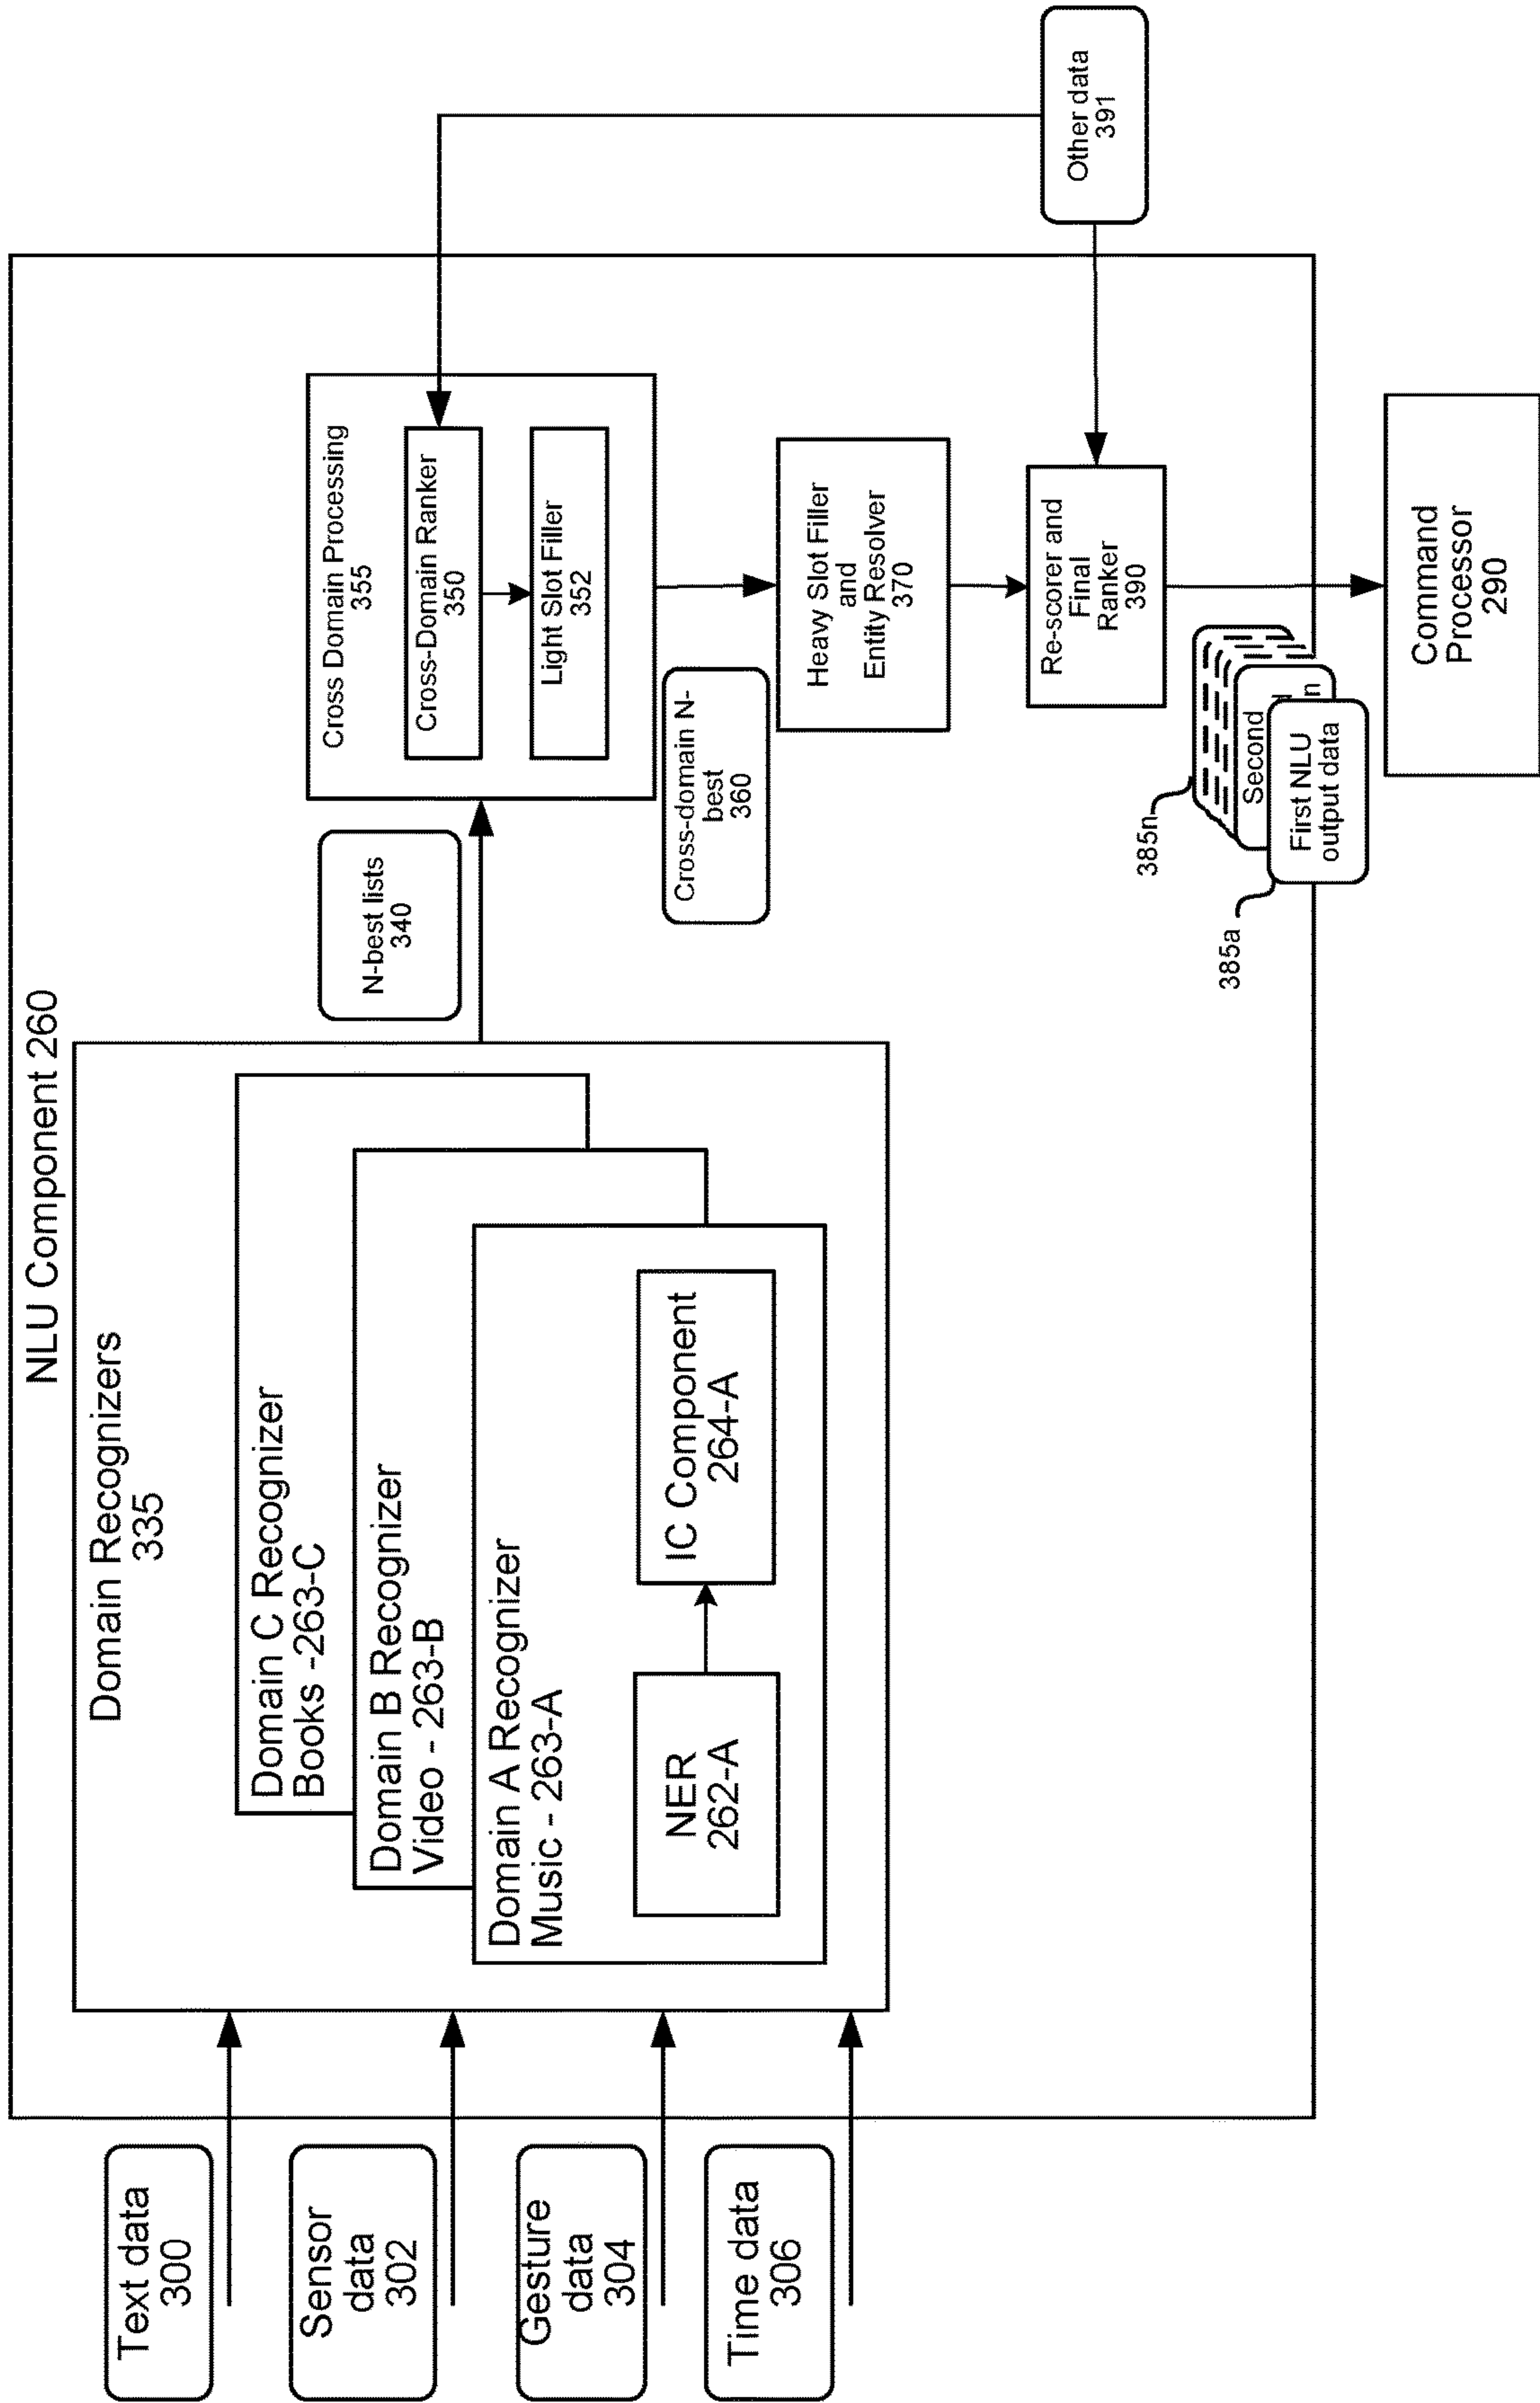 NLU Component 260
Text data
300
Sensor
data
302
Gesture
data
304
Time data
306
Domain Recognizers
335
Domain C Recognizer
Books -263-C
Domain B Recognizer
Video - 263-B
Domain A Recognizer
Music - 263-A
NER
262-A
IC Component
264-A
N-best lists
340
Cross Domain Processing
355
Cross-Domain Ranker
350
Light Slot Filler
352
Cross-domain N-
best
360
Heavy Slot Filler
and
Entity Resolver
370
Re-scorer and
Final
Ranker
390
Other data
391
385n
385a
Second
n
First NLU
output data
Command
Processor
290